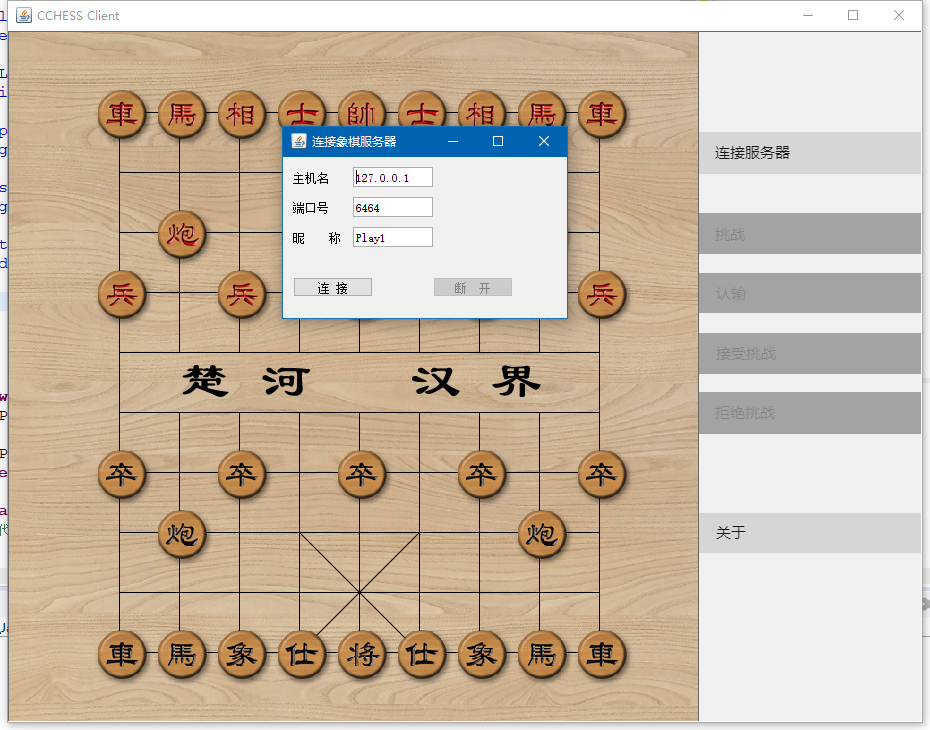 CCHESS Client
車 馬 相 士 帥 士 相 馬 車
连接象棋服务器
主机名 127.0.0.1
端口号 6464
昵 称 Play1
连 接 断 开
炮
兵 兵 兵
楚 河 汉 界
卒 卒 卒 卒 卒
炮 炮
車 馬 象 仕 将 仕 象 馬 車
连接服务器
挑战
认输
接受挑战
拒绝挑战
关于